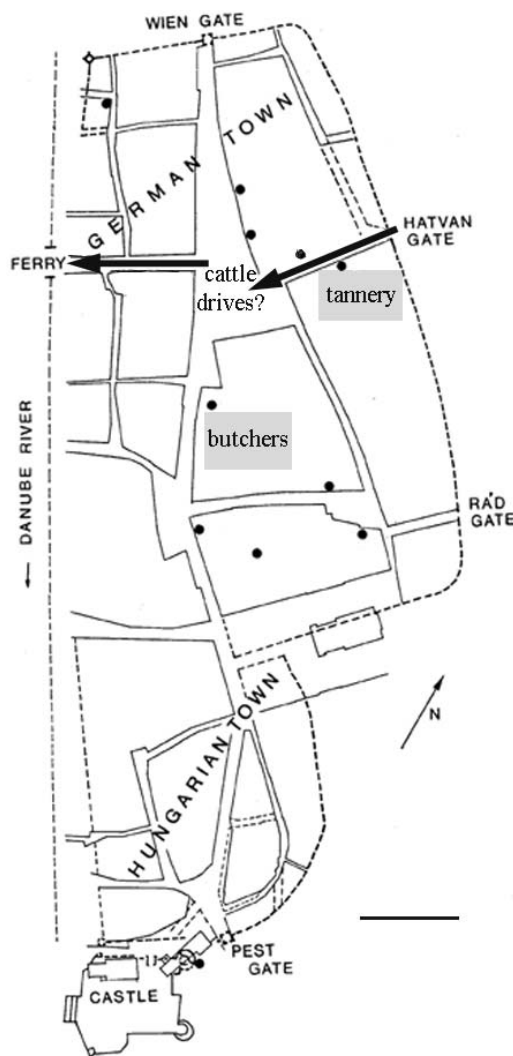 WIEN GATE
GERMAN TOWN
HATVAN
GATE
FERRY
cattle
drives?
tannery
butchers
DANUBE RIVER
RÁD
GATE
N
HUNGARIAN TOWN
PEST
GATE
CASTLE